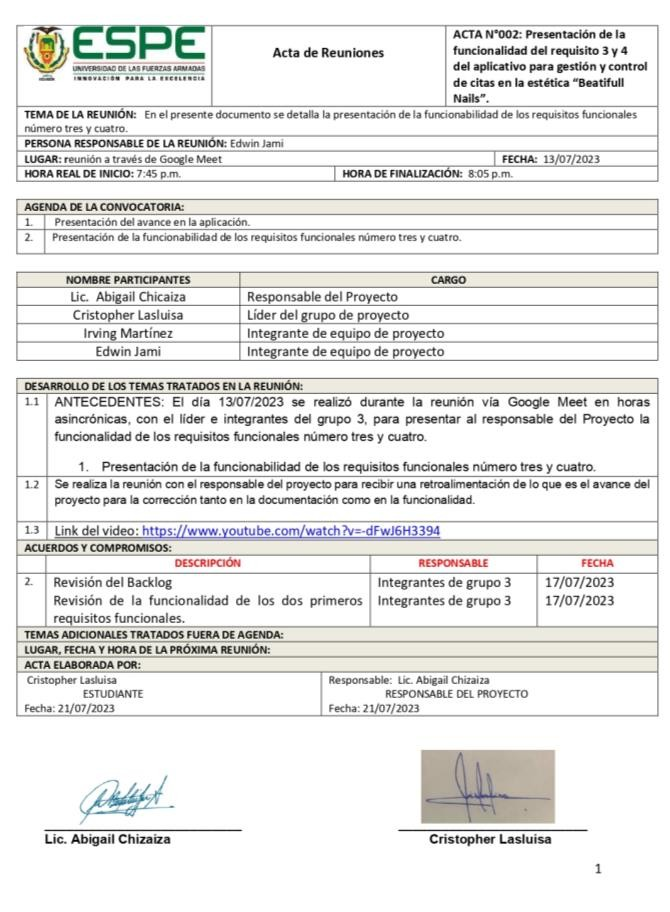 ESPE
UNIVERSIDAD DE LAS FUERZAS ARMADAS
INNOVACIÓN PARA LA EXCELENCIA
Acta de Reuniones
ACTA N°002: Presentación de la
funcionalidad del requisito 3 y 4
del aplicativo para gestión y control
de citas en la estética “Beatifull
Nails”.
TEMA DE LA REUNIÓN: En el presente documento se detalla la presentación de la funcionabilidad de los requisitos funcionales
número tres y cuatro.
PERSONA RESPONSABLE DE LA REUNIÓN: Edwin Jami
LUGAR: reunión a través de Google Meet FECHA: 13/07/2023
HORA REAL DE INICIO: 7:45 p.m. HORA DE FINALIZACIÓN: 8:05 p.m.
AGENDA DE LA CONVOCATORIA:
1. Presentación del avance en la aplicación.
2. Presentación de la funcionabilidad de los requisitos funcionales número tres y cuatro.
NOMBRE PARTICIPANTES CARGO
Lic. Abigail Chicaiza Responsable del Proyecto
Cristopher Lasluisa Líder del grupo de proyecto
Irving Martínez Integrante de equipo de proyecto
Edwin Jami Integrante de equipo de proyecto
DESARROLLO DE LOS TEMAS TRATADOS EN LA REUNIÓN:
1.1 ANTECEDENTES: El día 13/07/2023 se realizó durante la reunión vía Google Meet en horas
asincrónicas, con el líder e integrantes del grupo 3, para presentar al responsable del Proyecto la
funcionalidad de los requisitos funcionales número tres y cuatro.
1. Presentación de la funcionabilidad de los requisitos funcionales número tres y cuatro.
1.2 Se realiza la reunión con el responsable del proyecto para recibir una retroalimentación de lo que es el avance del
proyecto para la corrección tanto en la documentación como en la funcionalidad.
1.3 Link del video: https://www.youtube.com/watch?v=-dFwJ6H3394
ACUERDOS Y COMPROMISOS:
DESCRIPCIÓN RESPONSABLE FECHA
2. Revisión del Backlog Integrantes de grupo 3 17/07/2023
Revisión de la funcionalidad de los dos primeros Integrantes de grupo 3 17/07/2023
requisitos funcionales.
TEMAS ADICIONALES TRATADOS FUERA DE AGENDA:
LUGAR, FECHA Y HORA DE LA PRÓXIMA REUNIÓN:
ACTA ELABORADA POR:
Cristopher Lasluisa Responsable: Lic. Abigail Chizaiza
ESTUDIANTE RESPONSABLE DEL PROYECTO
Fecha: 21/07/2023 Fecha: 21/07/2023
Lic. Abigail Chizaiza Cristopher Lasluisa
1